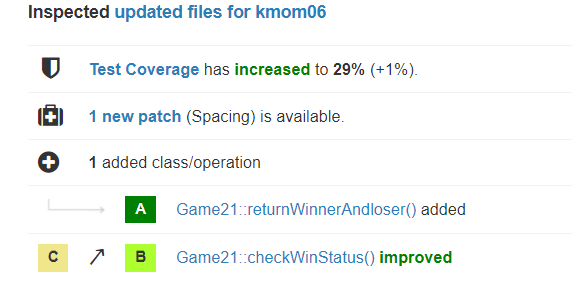 Inspected updated files for kmom06
Test Coverage has increased to 29% (+1%).
1 new patch (Spacing) is available.
1 added class/operation
A Game21::returnWinnerAndloser() added
C B Game21::checkWinStatus() improved